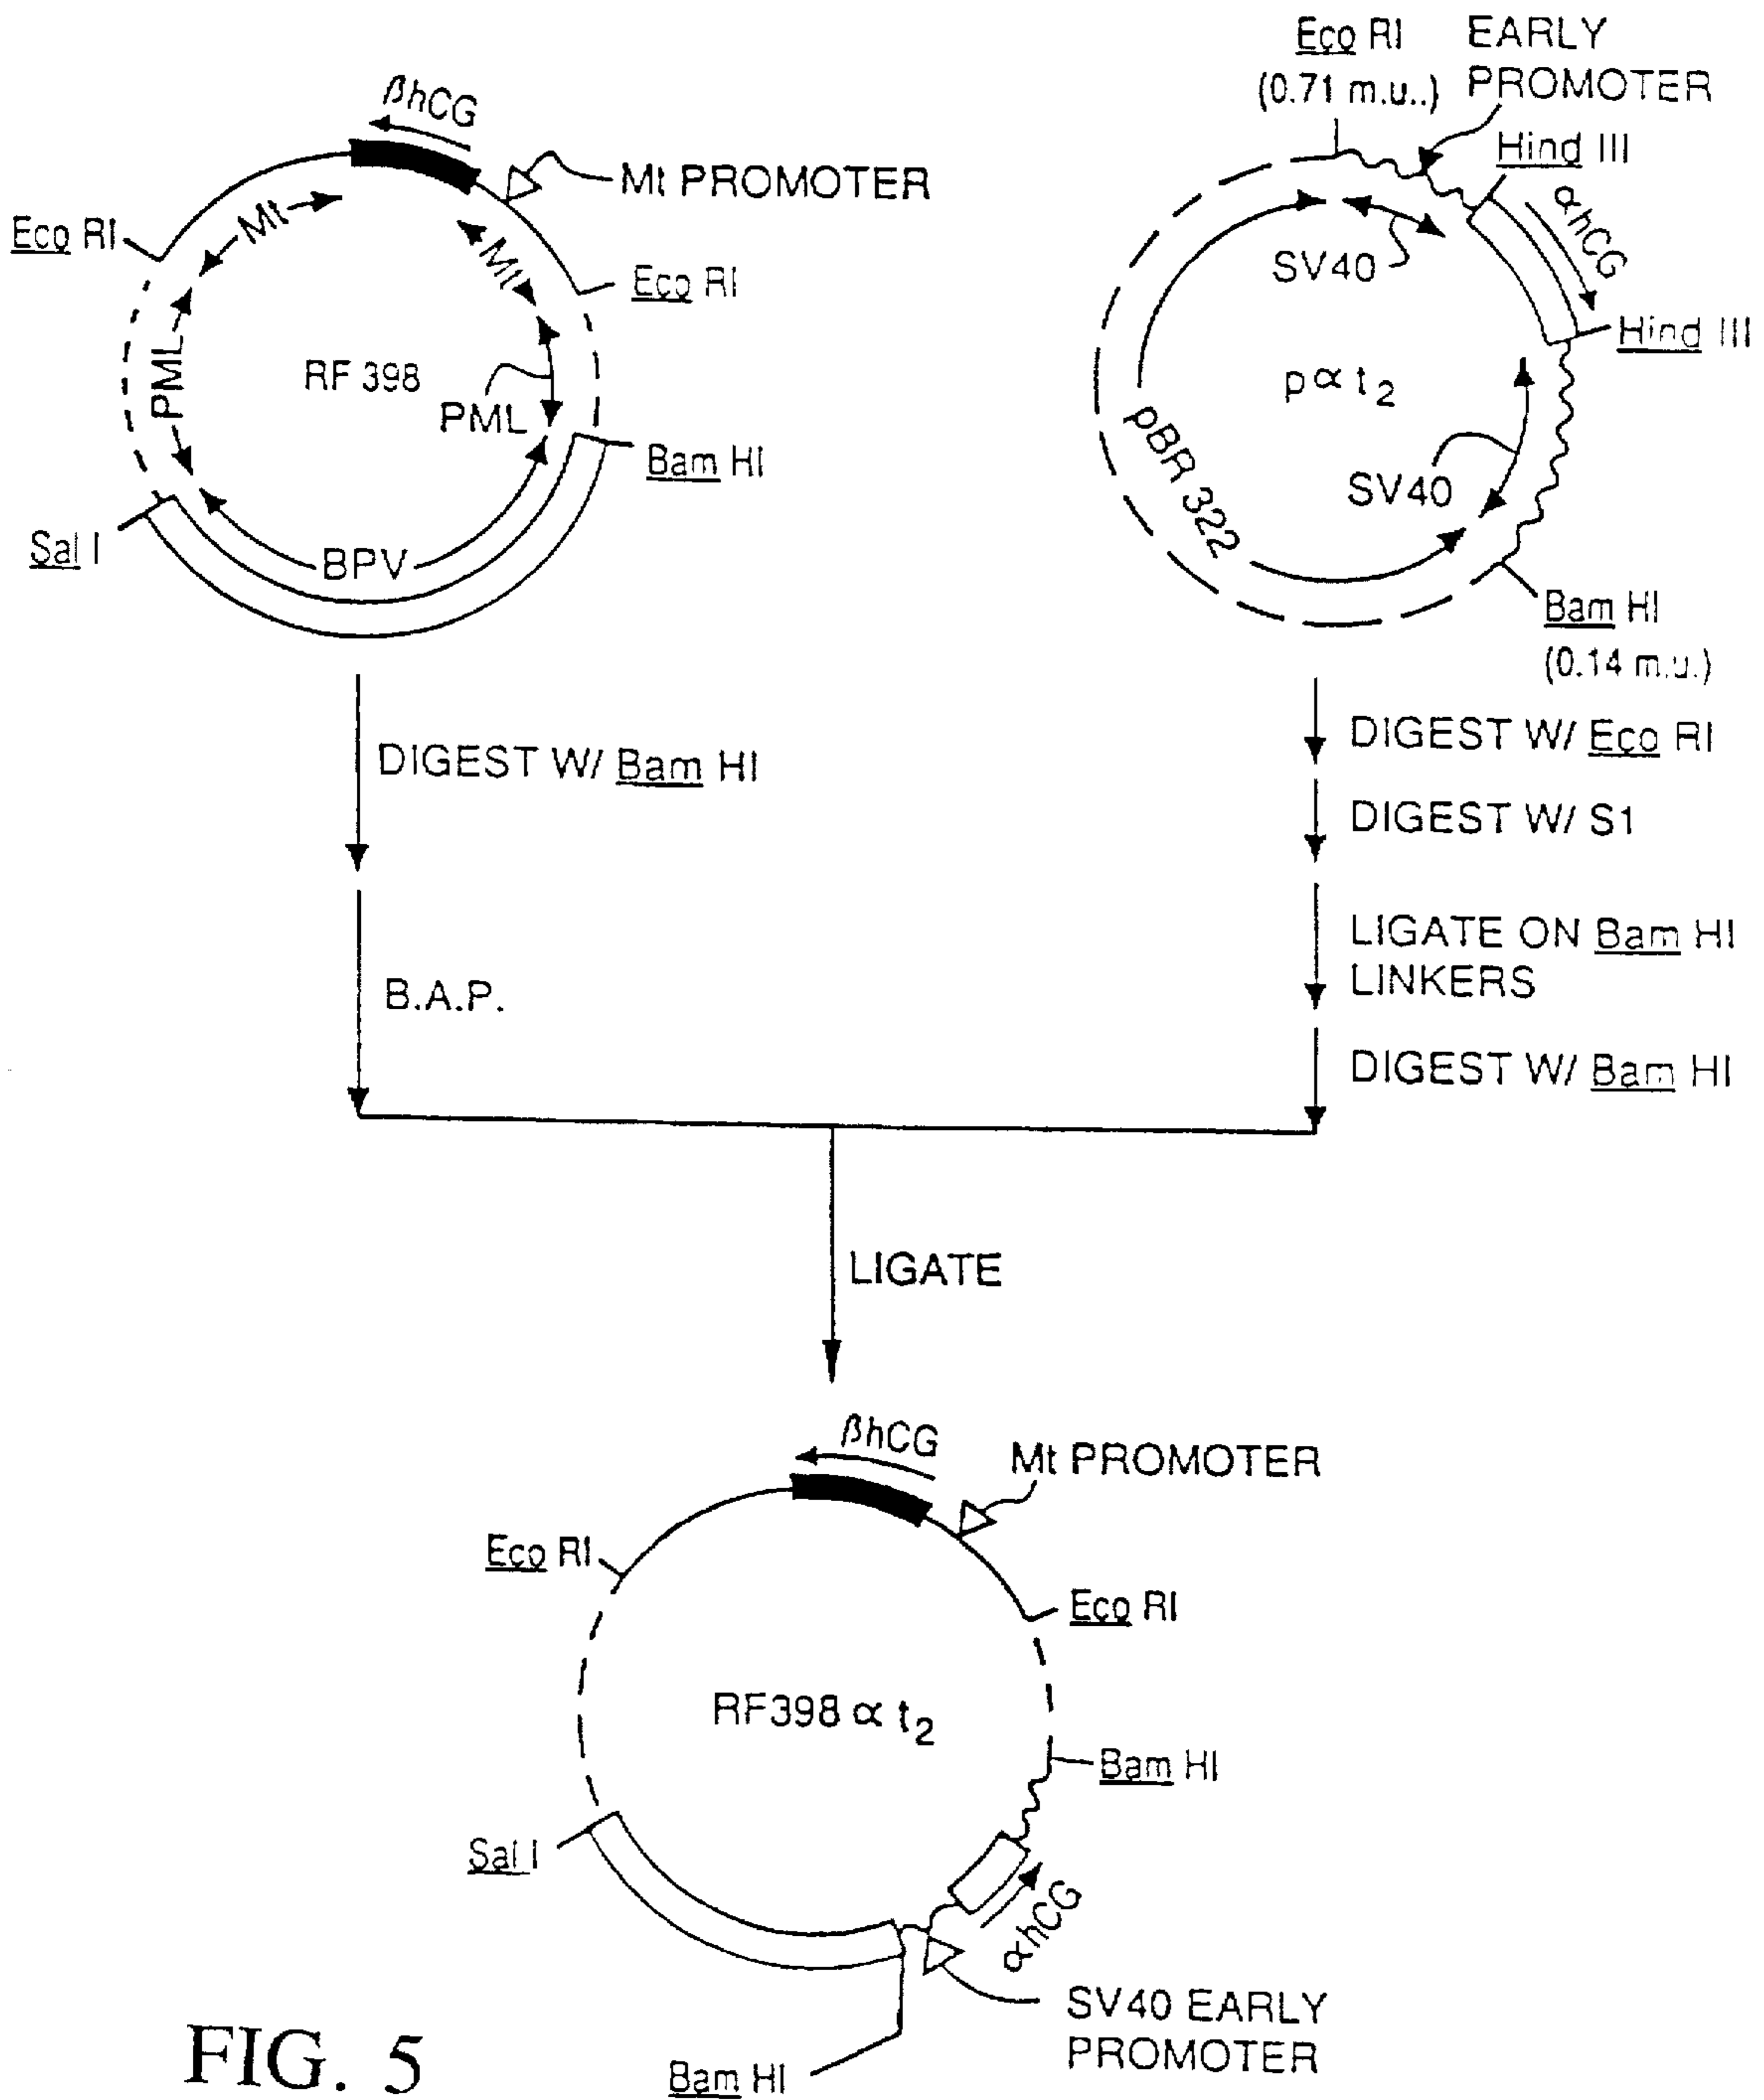 βhCG
Mt PROMOTER
Eco RI
Mt
Mt
Eco RI
PML
RF 398
PML
Bam HI
Sal I
BPV
Eco RI
(0.71 m.u..)
EARLY
PROMOTER
Hind III
αhCG
SV40
Hind III
p∝ t2
pBR 322
SV40
Bam HI
(0.14 m.u.)
DIGEST W/ Bam HI
B.A.P.
DIGEST W/ Eco RI
DIGEST W/ S1
LIGATE ON Bam HI
LINKERS
DIGEST W/ Bam HI
LIGATE
βhCG
Mt PROMOTER
Eco RI
Eco RI
RF398 ∝ t2
Bam HI
Sal I
αhCG
SV40 EARLY
PROMOTER
Bam HI
FIG. 5